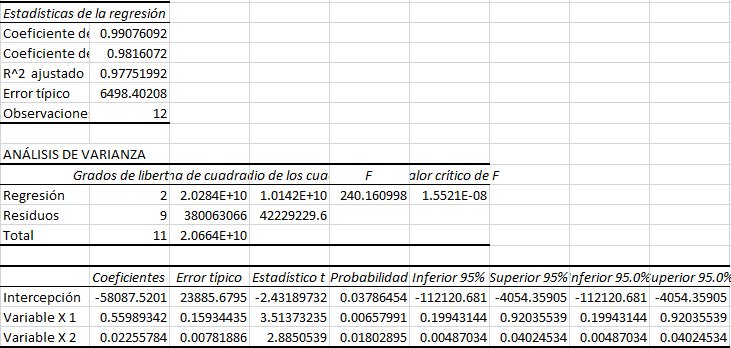 Estadísticas de la regresión
Coeficiente de 0.99076092
Coeficiente de 0.9816072
R^2 ajustado 0.97751992
Error típico 6498.40208
Observacione 12
ANÁLISIS DE VARIANZA
Grados de libert na de cuadra dio de los cua F alor crítico de F
Regresión 2 2.0284E+10 1.0142E+10 240.160998 1.5521E-08
Residuos 9 380063066 42229229.6
Total 11 2.0664E+10
Coeficientes Error típico Estadístico t Probabilidad Inferior 95% Superior 95% nferior 95.0% uperior 95.0%
Intercepción -58087.5201 23885.6795 -2.43189732 0.03786454 -112120.681 -4054.35905 -112120.681 -4054.35905
Variable X 1 0.55989342 0.15934435 3.51373235 0.00657991 0.19943144 0.92035539 0.19943144 0.92035539
Variable X 2 0.02255784 0.00781886 2.8850539 0.01802895 0.00487034 0.04024534 0.00487034 0.04024534